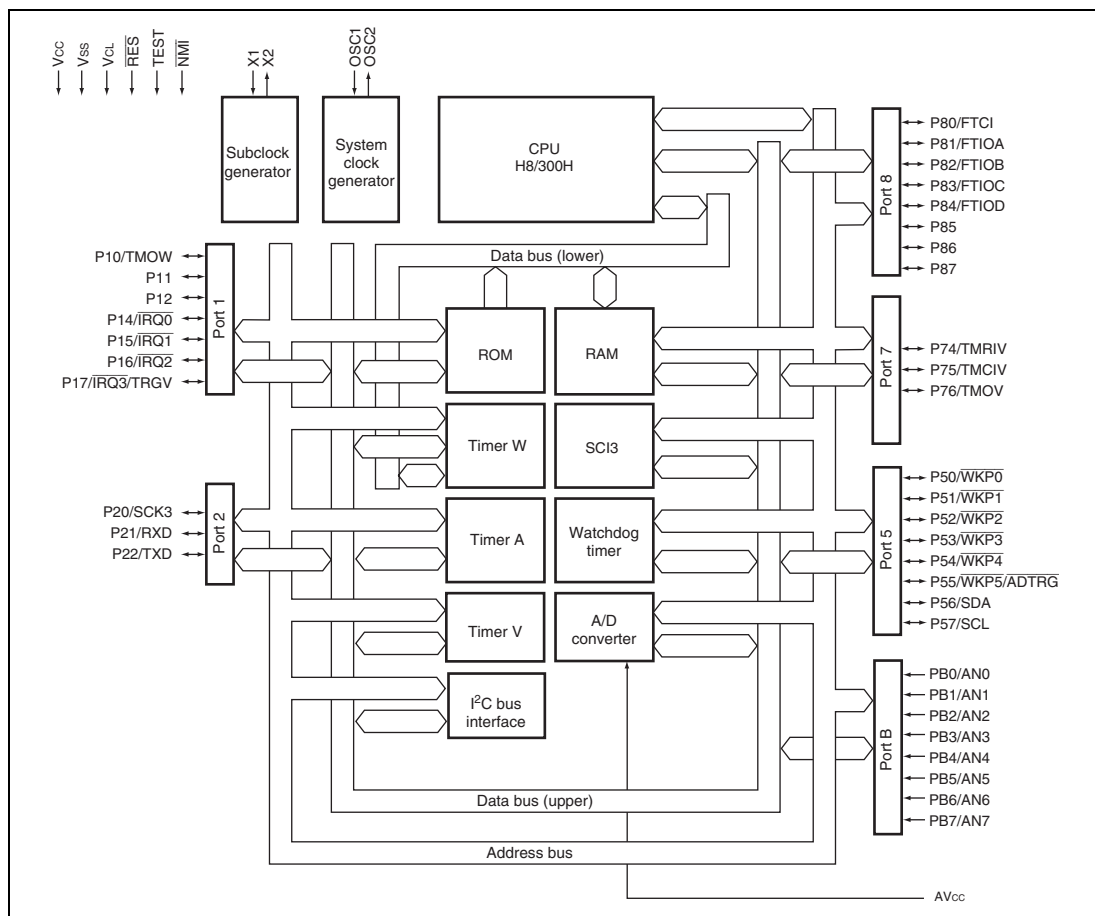 Vcc
Vss
VCL
RES
TEST
NMI
X1
X2
OSC1
OSC2
Subclock
generator
System
clock
generator
CPU
H8/300H
Port 8
P80/FTCI
P81/FTIOA
P82/FTIOB
P83/FTIOC
P84/FTIOD
P85
P86
P87
Data bus (lower)
P10/TMOW
P11
P12
P14/IRQ0
P15/IRQ1
P16/IRQ2
P17/IRQ3/TRGV
Port 1
ROM
RAM
Port 7
P74/TMRIV
P75/TMCIV
P76/TMOV
Timer W
SCI3
P20/SCK3
P21/RXD
P22/TXD
Port 2
Timer A
Watchdog
timer
Port 5
P50/WKP0
P51/WKP1
P52/WKP2
P53/WKP3
P54/WKP4
P55/WKP5/ADTRG
P56/SDA
P57/SCL
Timer V
A/D
converter
I²C bus
interface
Port B
PB0/AN0
PB1/AN1
PB2/AN2
PB3/AN3
PB4/AN4
PB5/AN5
PB6/AN6
PB7/AN7
Data bus (upper)
Address bus
AVcc